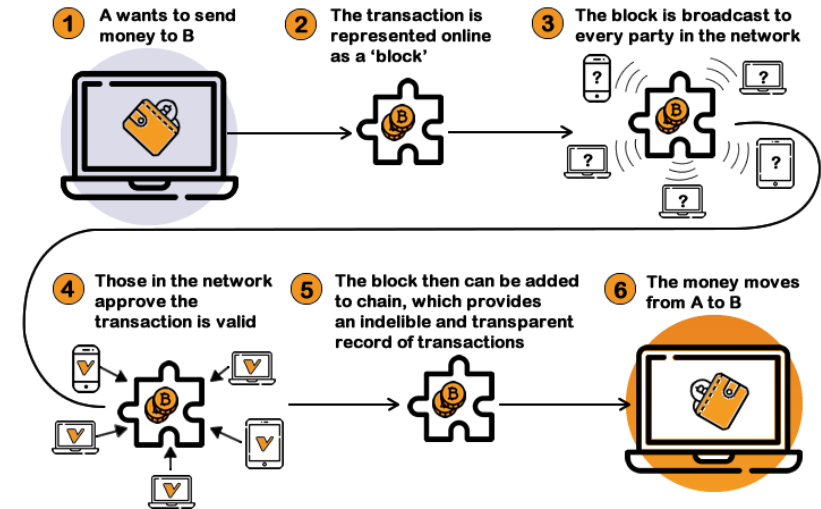 1
A wants to send
money to B
2
The transaction is
represented online
as a ‘block’
3
The block is broadcast to
every party in the network
?
?
?
?
?
B
B
4
Those in the network
approve the
transaction is valid
5
The block then can be added
to chain, which provides
an indelible and transparent
record of transactions
6
The money moves
from A to B
B
B